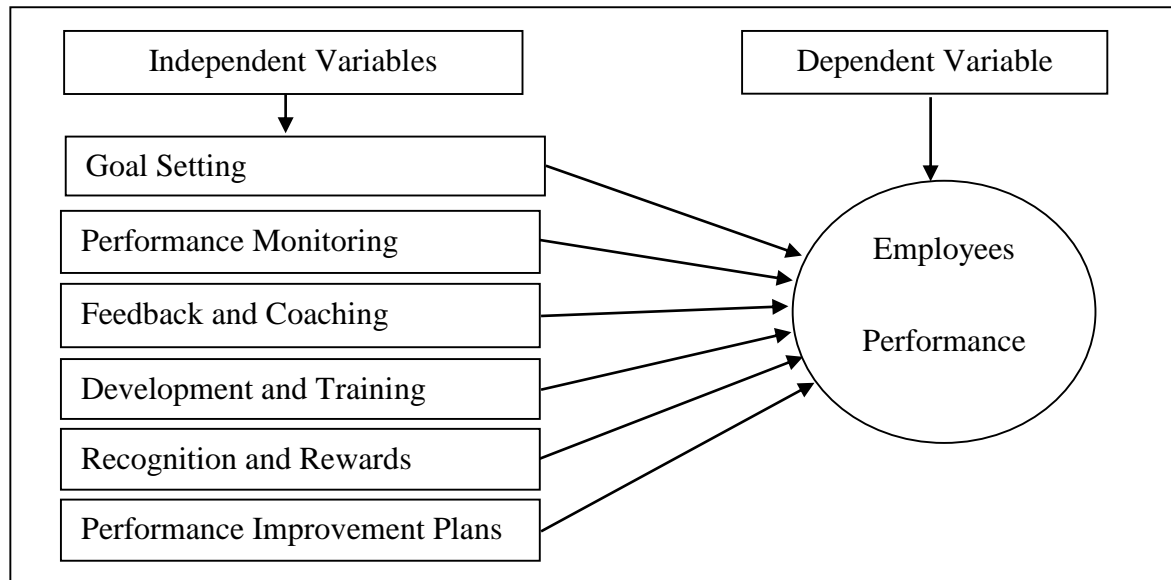 Independent Variables
Dependent Variable
Goal Setting
Performance Monitoring
Feedback and Coaching
Development and Training
Recognition and Rewards
Performance Improvement Plans
Employees
Performance